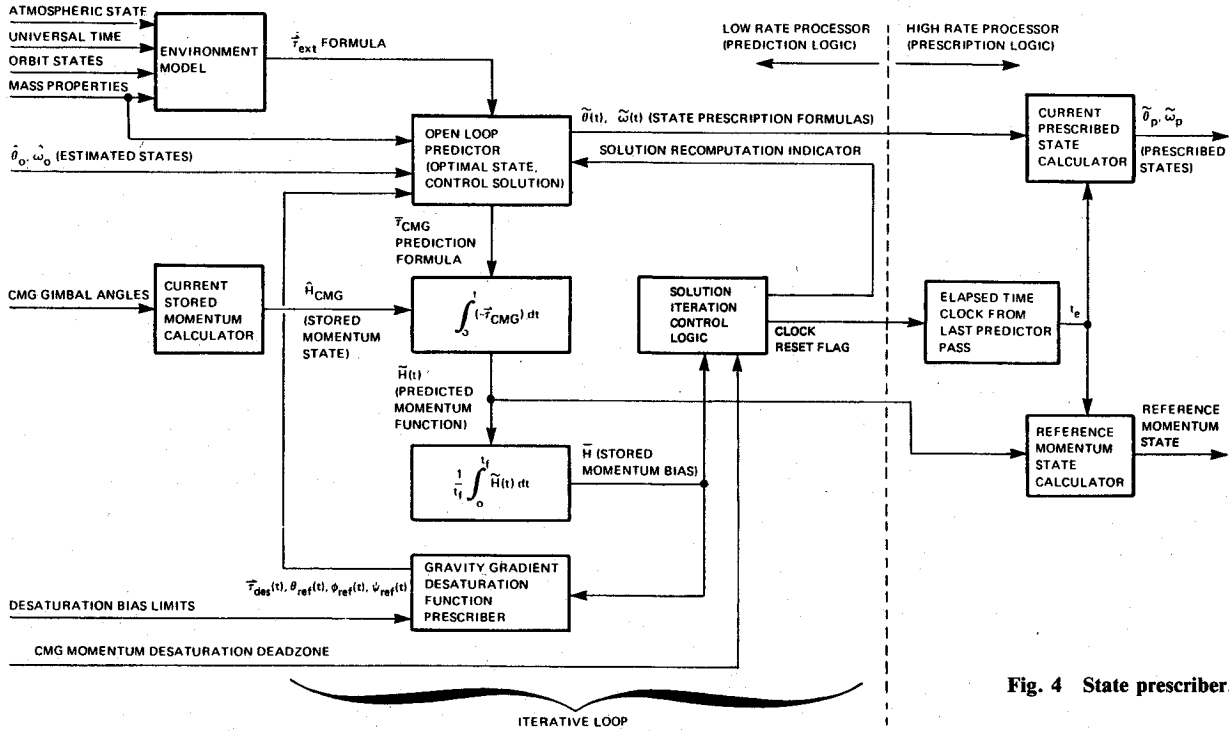 ATMOSPHERIC STATE
UNIVERSAL TIME
ORBIT STATES
MASS PROPERTIES
ENVIRONMENT
MODEL
τ̇⃗ext FORMULA
LOW RATE PROCESSOR
(PREDICTION LOGIC)
HIGH RATE PROCESSOR
(PRESCRIPTION LOGIC)
θ̂o, ω̂o (ESTIMATED STATES)
OPEN LOOP
PREDICTOR
(OPTIMAL STATE,
CONTROL SOLUTION)
θ̃(t), ω̃(t) (STATE PRESCRIPTION FORMULAS)
SOLUTION RECOMPUTATION INDICATOR
CURRENT
PRESCRIBED
STATE
CALCULATOR
θ̃p, ω̃p
(PRESCRIBED
STATES)
τ̄CMG
PREDICTION
FORMULA
CMG GIMBAL ANGLES
CURRENT
STORED
MOMENTUM
CALCULATOR
ĤCMG
(STORED
MOMENTUM
STATE)
∫₀ᵗ (-τ⃗CMG) dt
SOLUTION
ITERATION
CONTROL
LOGIC
CLOCK
RESET FLAG
ELAPSED TIME
CLOCK FROM
LAST PREDICTOR
PASS
te
H̃(t)
(PREDICTED
MOMENTUM
FUNCTION)
1/tf ∫₀^tf H̃(t) dt
H̄ (STORED
MOMENTUM BIAS)
REFERENCE
MOMENTUM
STATE
CALCULATOR
REFERENCE
MOMENTUM
STATE
τ⃗des(t), θref(t), φref(t), ψref(t)
GRAVITY GRADIENT
DESATURATION
FUNCTION
PRESCRIBER
DESATURATION BIAS LIMITS
CMG MOMENTUM DESATURATION DEADZONE
ITERATIVE LOOP
Fig. 4 State prescriber